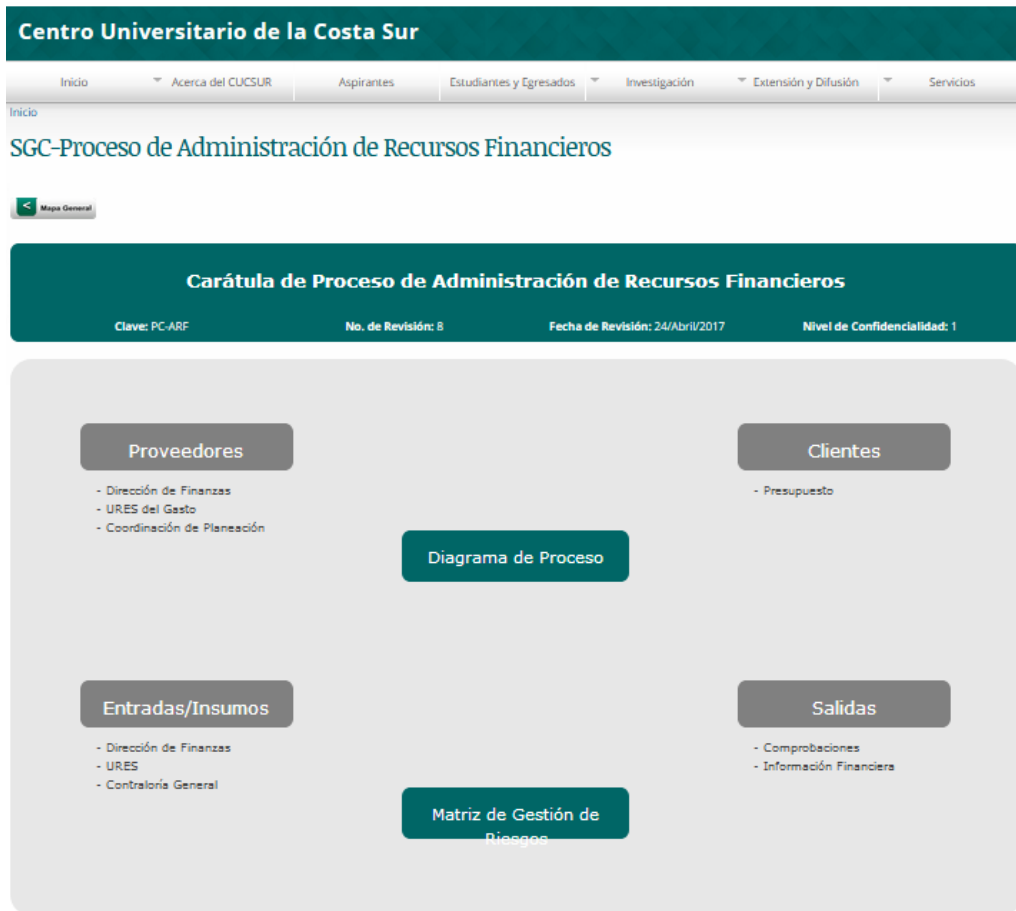 Centro Universitario de la Costa Sur
Inicio Acerca del CUCSUR Aspirantes Estudiantes y Egresados Investigación Extensión y Difusión Servicios
Inicio
SGC-Proceso de Administración de Recursos Financieros
< Mapa General
Carátula de Proceso de Administración de Recursos Financieros
Clave: PC-ARF No. de Revisión: 8 Fecha de Revisión: 24/Abril/2017 Nivel de Confidencialidad: 1
Proveedores
- Dirección de Finanzas
- URES del Gasto
- Coordinación de Planeación
Clientes
- Presupuesto
Diagrama de Proceso
Entradas/Insumos
- Dirección de Finanzas
- URES
- Contraloría General
Salidas
- Comprobaciones
- Información Financiera
Matriz de Gestión de
Riesgos